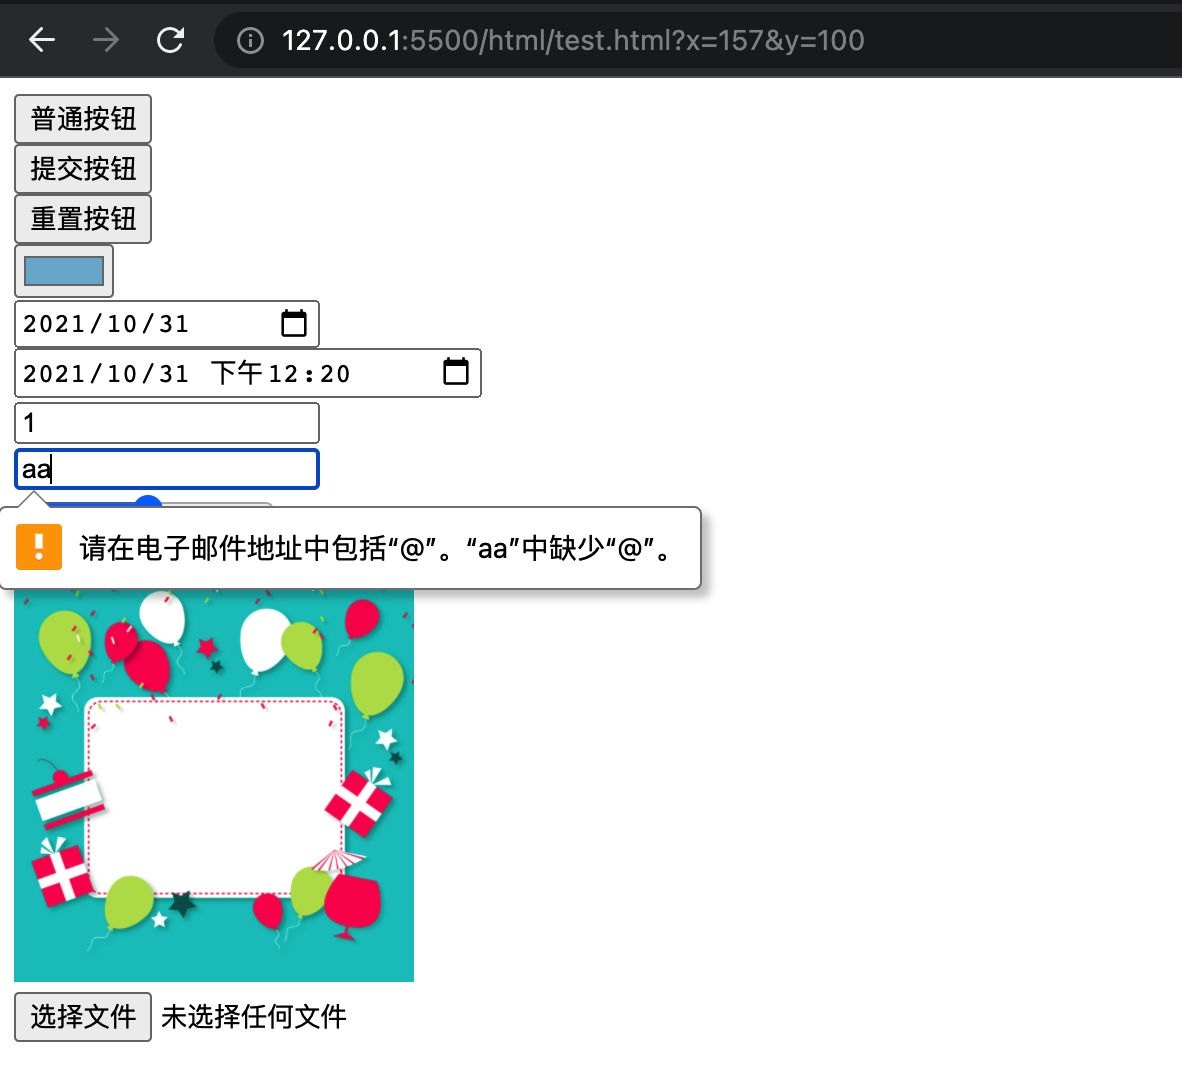 127.0.0.1:5500/html/test.html?x=157&y=100
普通按钮
提交按钮
重置按钮
2021/10/31
2021/10/31 下午12:20
1
aa
请在电子邮件地址中包括“@”。“aa”中缺少“@”。
选择文件 未选择任何文件